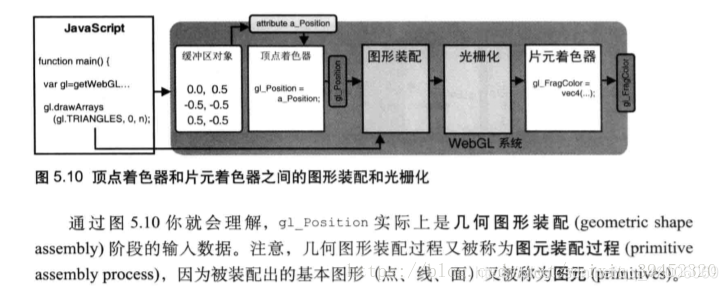 JavaScript
function main() {
var gl=getWebGL...
gl.drawArrays
(gl.TRIANGLES, 0, n);
attribute a_Position
缓冲区对象
0.0, 0.5
-0.5, -0.5
0.5, -0.5
顶点着色器
gl_Position =
a_Position;
gl_Position
图形装配
光栅化
片元着色器
gl_FragColor =
vec4(...);
gl_FragColor
WebGL 系统
图 5.10 顶点着色器和片元着色器之间的图形装配和光栅化
通过图 5.10 你就会理解，gl_Position 实际上是几何图形装配 (geometric shape
assembly) 阶段的输入数据。注意，几何图形装配过程又被称为图元装配过程 (primitive
assembly process)，因为被装配出的基本图形（点、线、面）又被称为图元 (primitives)。